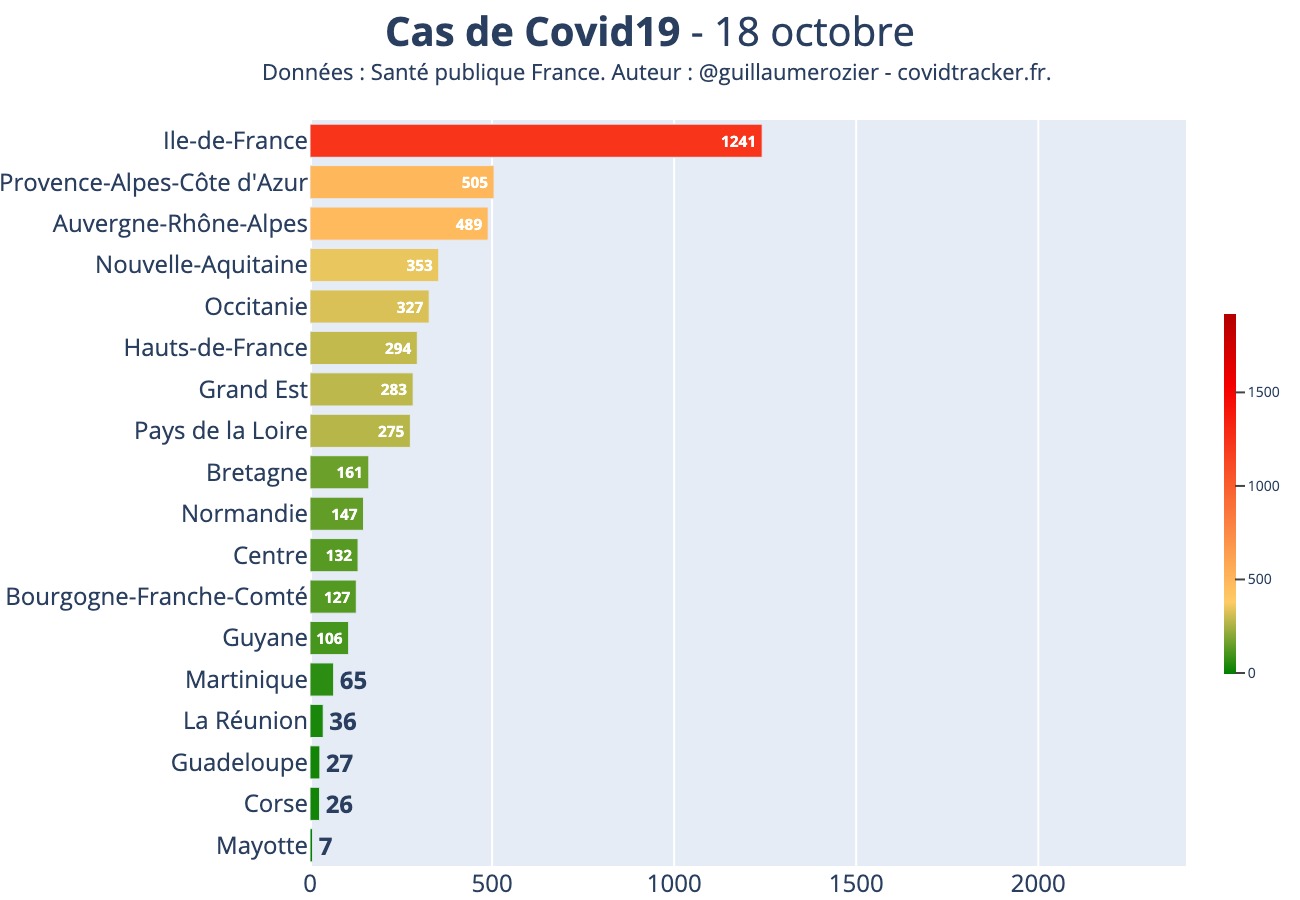 Cas de Covid19 - 18 octobre
Données : Santé publique France. Auteur : @guillaumerozier - covidtracker.fr.
Ile-de-France 1241
Provence-Alpes-Côte d'Azur 505
Auvergne-Rhône-Alpes 489
Nouvelle-Aquitaine 353
Occitanie 327
Hauts-de-France 294
Grand Est 283
Pays de la Loire 275
Bretagne 161
Normandie 147
Centre 132
Bourgogne-Franche-Comté 127
Guyane 106
Martinique 65
La Réunion 36
Guadeloupe 27
Corse 26
Mayotte 7
0 500 1000 1500 2000
1500
1000
500
0